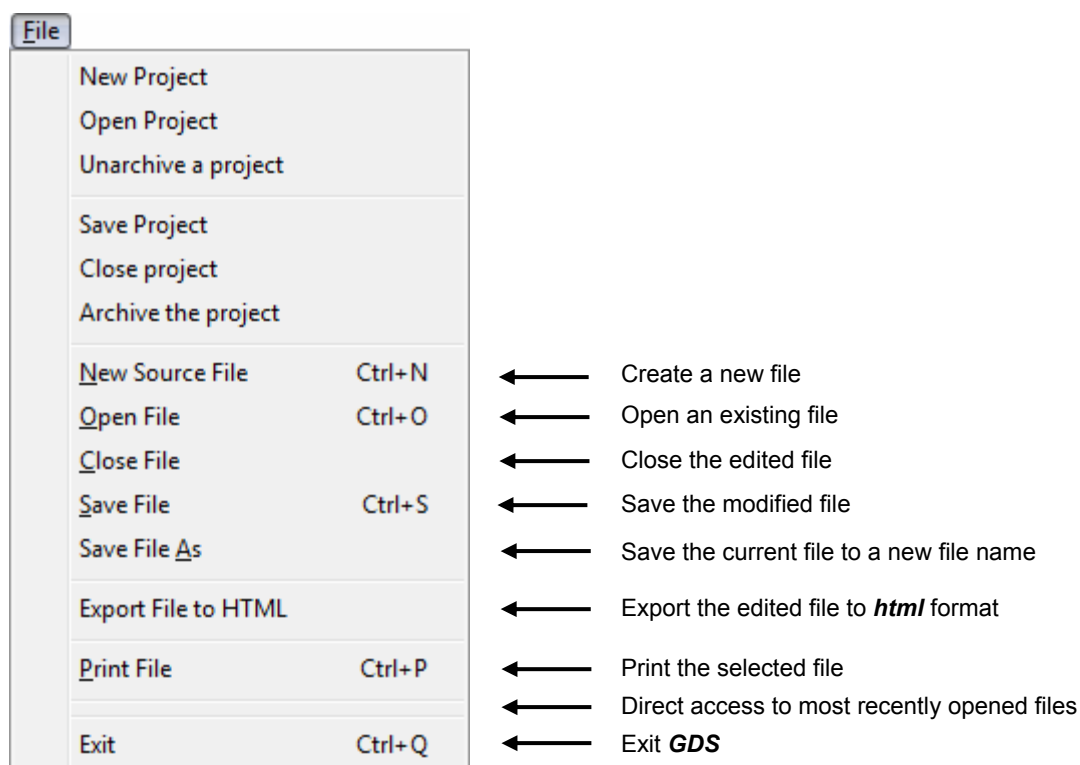 File
New Project
Open Project
Unarchive a project
Save Project
Close project
Archive the project
New Source File Ctrl+N Create a new file
Open File Ctrl+O Open an existing file
Close File Close the edited file
Save File Ctrl+S Save the modified file
Save File As Save the current file to a new file name
Export File to HTML Export the edited file to html format
Print File Ctrl+P Print the selected file
Direct access to most recently opened files
Exit Ctrl+Q Exit GDS